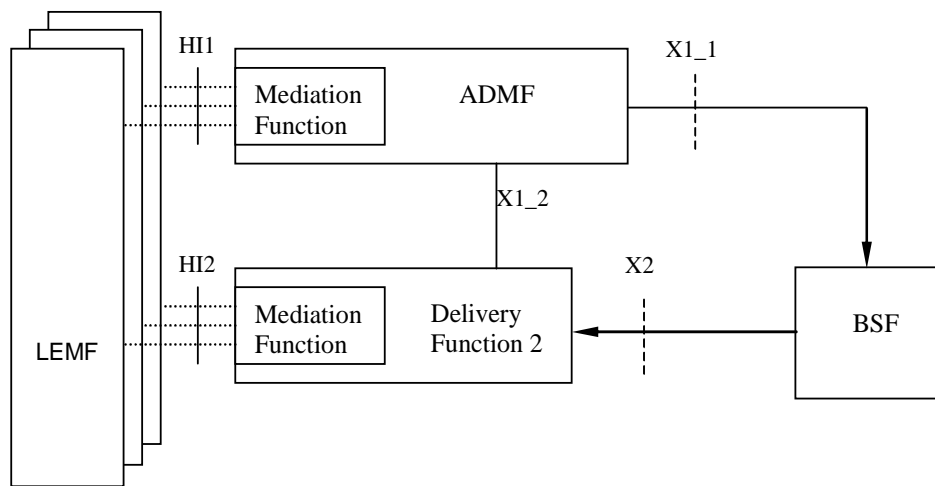 HI1
X1_1
Mediation
Function
ADMF
X1_2
HI2
X2
Mediation
Function
Delivery
Function 2
BSF
LEMF